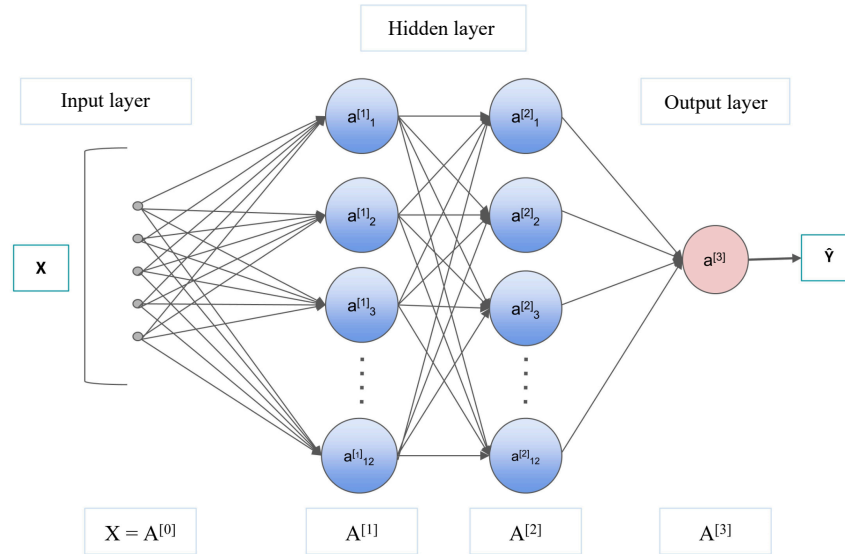 Hidden layer
Input layer
Output layer
X
a[1]1
a[1]2
a[1]3
a[1]12
a[2]1
a[2]2
a[2]3
a[2]12
a[3]
Ŷ
X = A[0]
A[1]
A[2]
A[3]